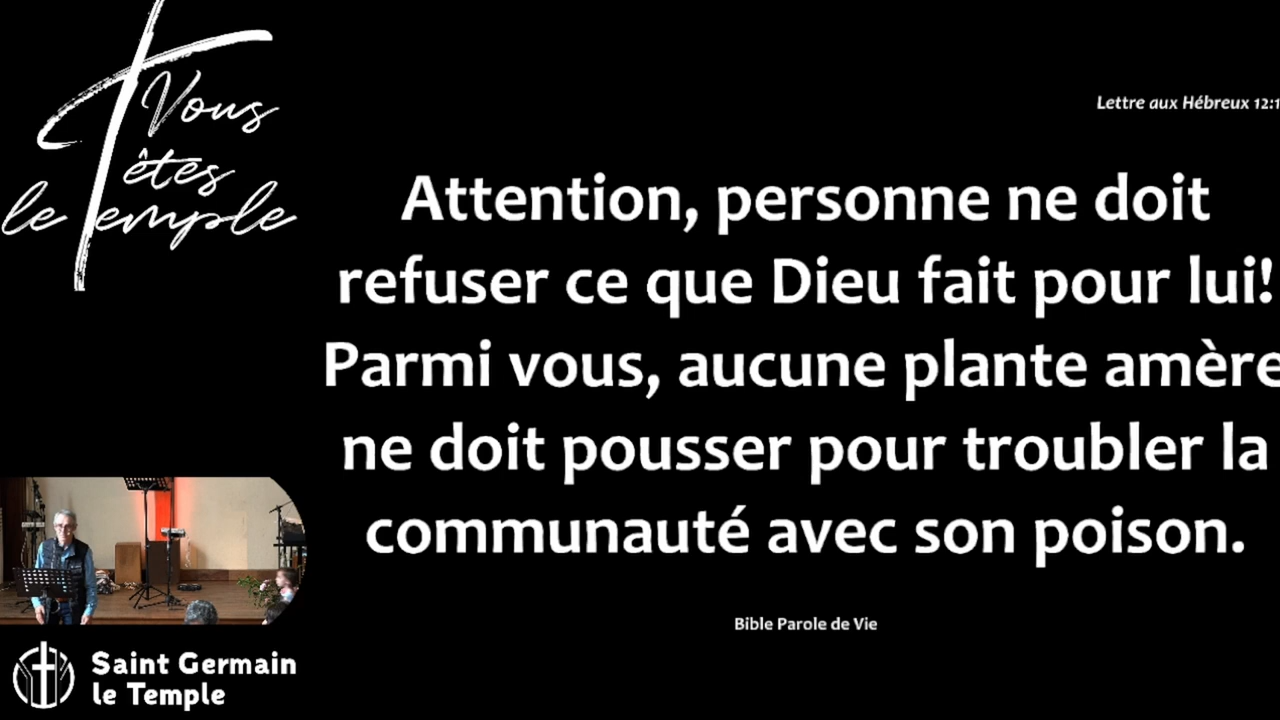 Vous
êtes
le Temple
Lettre aux Hébreux 12:1
Attention, personne ne doit
refuser ce que Dieu fait pour lui!
Parmi vous, aucune plante amère
ne doit pousser pour troubler la
communauté avec son poison.
Bible Parole de Vie
Saint Germain
le Temple